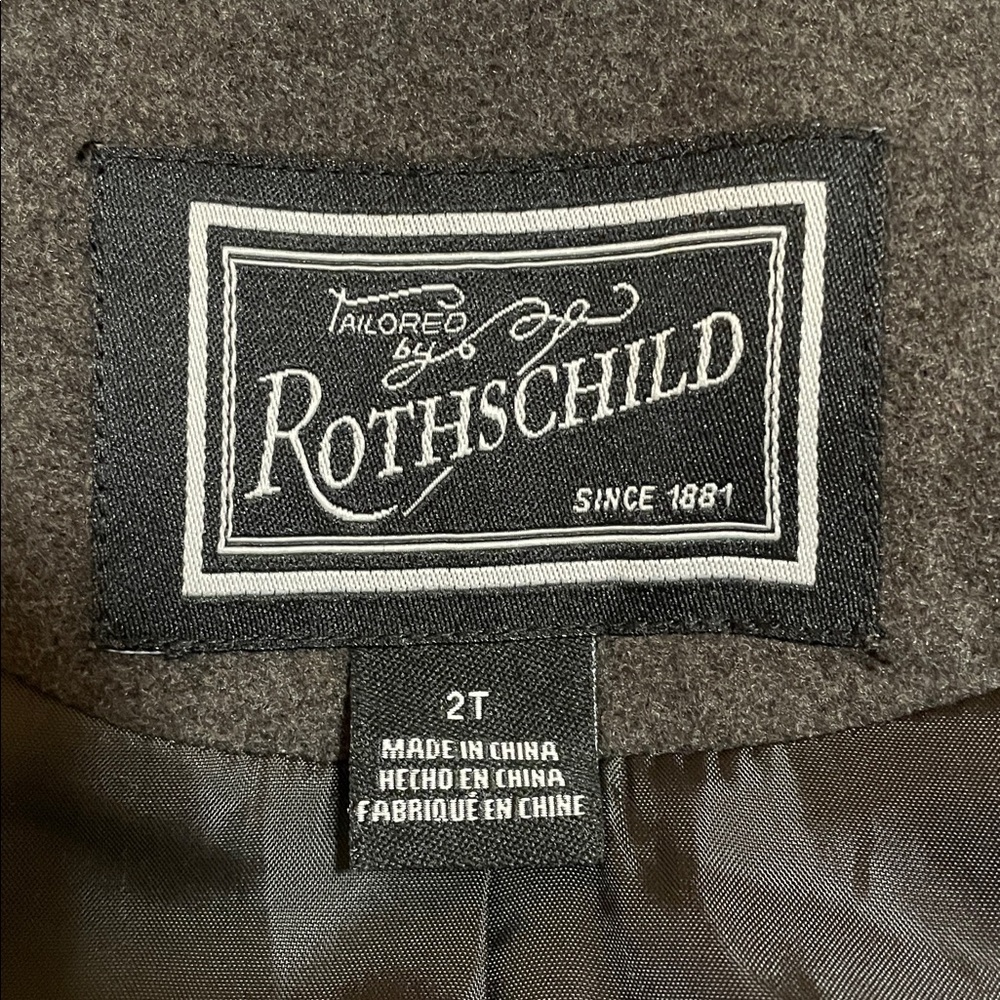 TAILORED
by
ROTHSCHILD
SINCE 1881
2T
MADE IN CHINA
HECHO EN CHINA
FABRIQUÉ EN CHINE